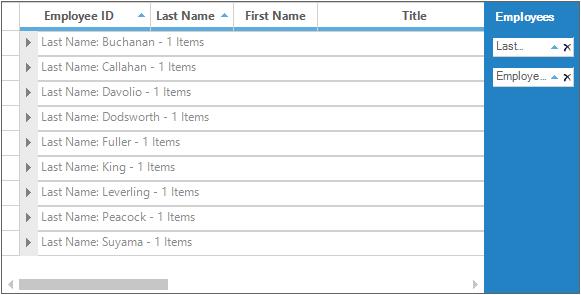 Employee ID Last Name First Name Title
Last Name: Buchanan - 1 Items
Last Name: Callahan - 1 Items
Last Name: Davolio - 1 Items
Last Name: Dodsworth - 1 Items
Last Name: Fuller - 1 Items
Last Name: King - 1 Items
Last Name: Leverling - 1 Items
Last Name: Peacock - 1 Items
Last Name: Suyama - 1 Items
Employees
Last...
Employe...